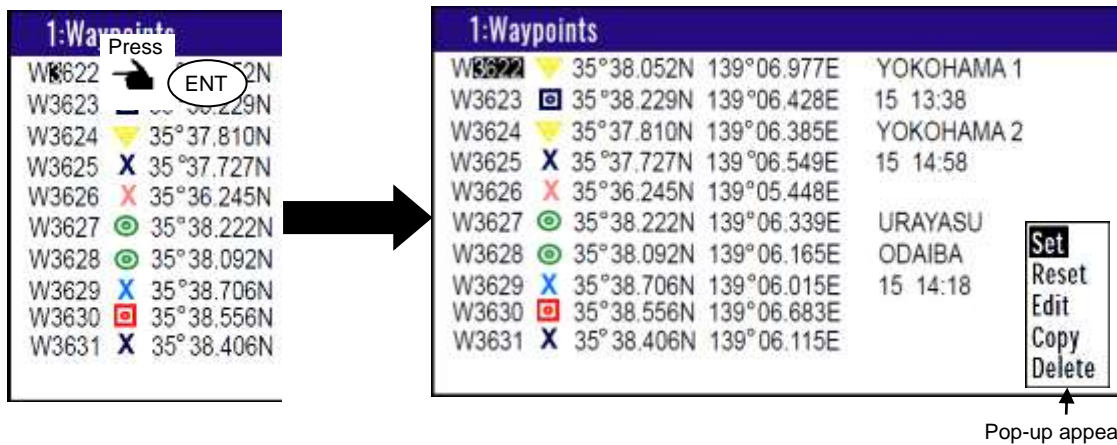 1:Waypoints
Press
ENT
W3622 52N
W3623 38.229N
W3624 35°37.810N
W3625 X 35°37.727N
W3626 X 35°36.245N
W3627 35°38.222N
W3628 35°38.092N
W3629 X 35°38.706N
W3630 35°38.556N
W3631 X 35°38.406N
1:Waypoints
W3622 35°38.052N 139°06.977E YOKOHAMA 1
W3623 35°38.229N 139°06.428E 15 13:38
W3624 35°37.810N 139°06.385E YOKOHAMA 2
W3625 X 35°37.727N 139°06.549E 15 14:58
W3626 X 35°36.245N 139°05.448E
W3627 35°38.222N 139°06.339E URAYASU
W3628 35°38.092N 139°06.165E ODAIBA
W3629 X 35°38.706N 139°06.015E 15 14:18
W3630 35°38.556N 139°06.683E
W3631 X 35°38.406N 139°06.115E
Set
Reset
Edit
Copy
Delete
Pop-up appea